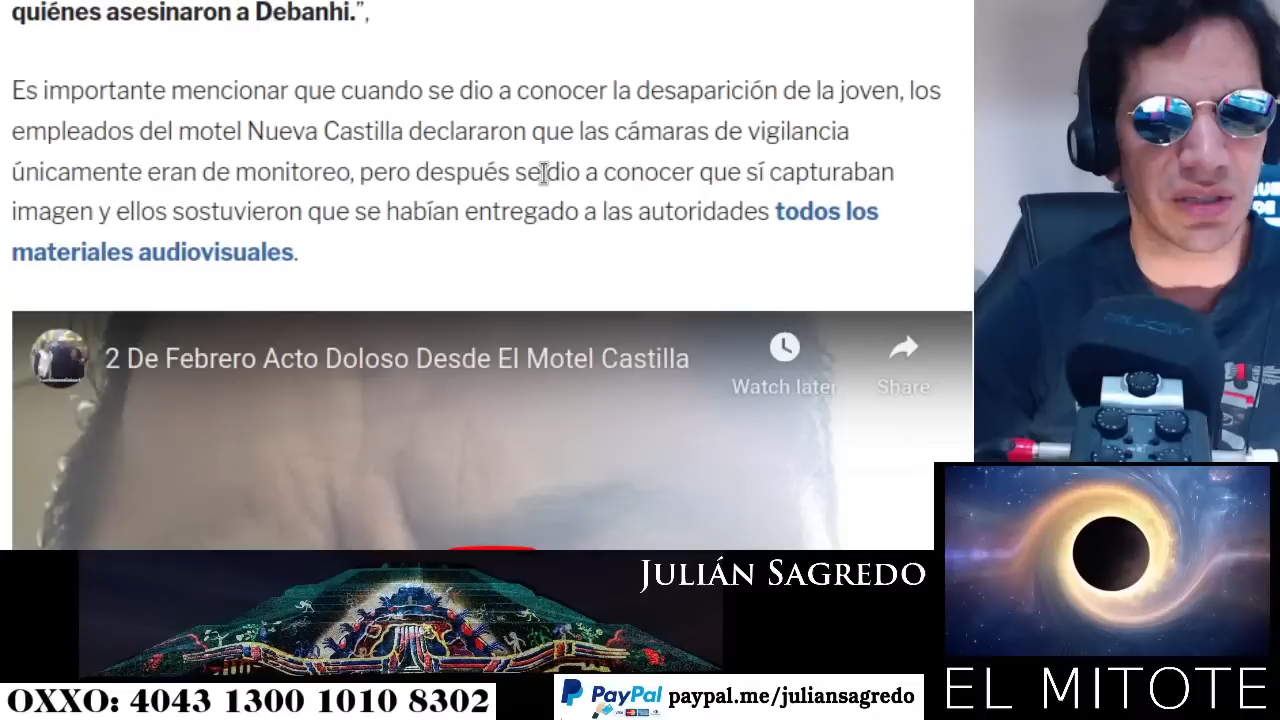 quiénes asesinaron a Debanhi.”,
Es importante mencionar que cuando se dio a conocer la desaparición de la joven, los
empleados del motel Nueva Castilla declararon que las cámaras de vigilancia
únicamente eran de monitoreo, pero después se dio a conocer que sí capturaban
imagen y ellos sostuvieron que se habían entregado a las autoridades todos los
materiales audiovisuales.
2 De Febrero Acto Doloso Desde El Motel Castilla
Watch later
Share
JULIÁN SAGREDO
OXXO: 4043 1300 1010 8302
PayPal paypal.me/juliansagredo
EL MITOTE